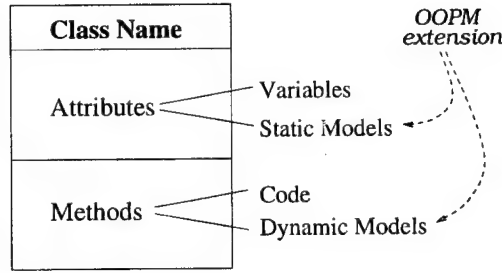 Class Name
OOPM
extension
Attributes
Variables
Static Models
Methods
Code
Dynamic Models